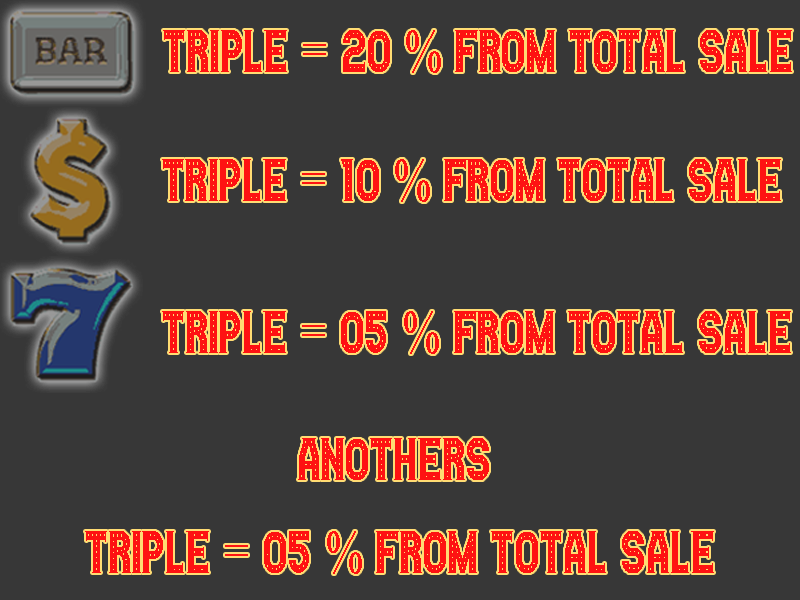 BAR
TRIPLE = 20 % FROM TOTAL SALE
$
TRIPLE = 10 % FROM TOTAL SALE
7
TRIPLE = 05 % FROM TOTAL SALE
ANOTHERS
TRIPLE = 05 % FROM TOTAL SALE